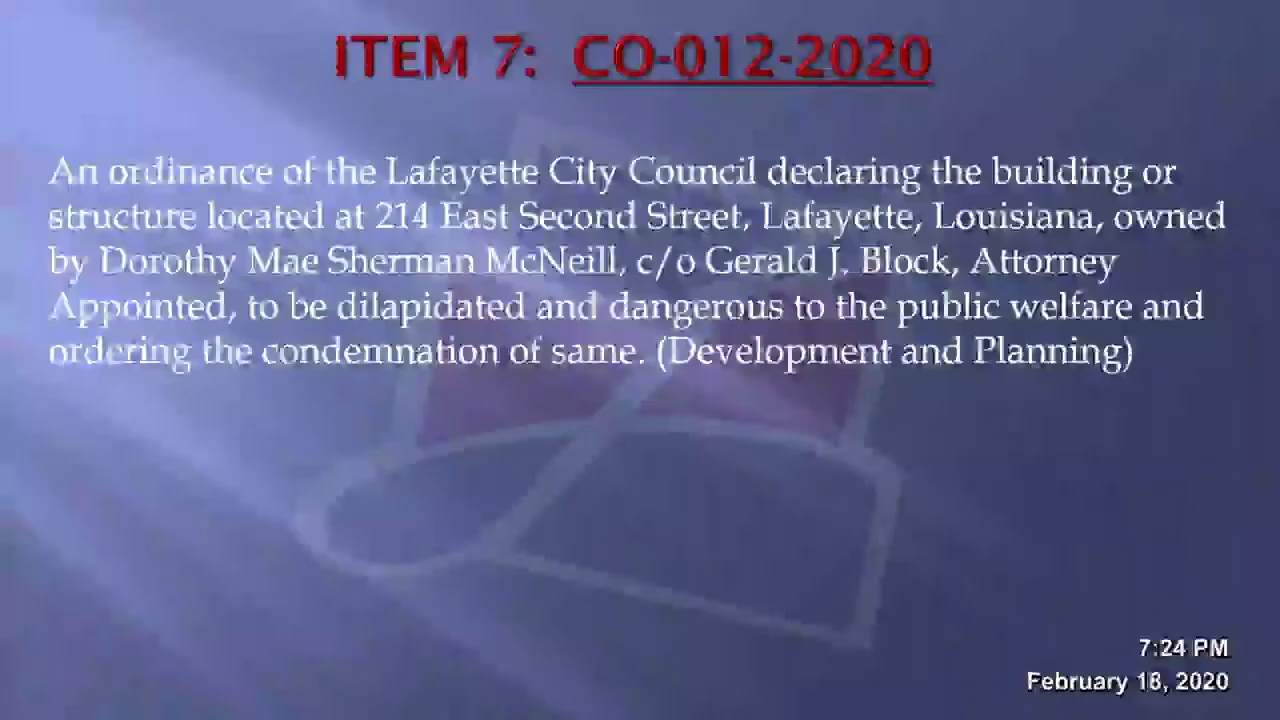 ITEM 7: CO-012-2020
An ordinance of the Lafayette City Council declaring the building or
structure located at 214 East Second Street, Lafayette, Louisiana, owned
by Dorothy Mae Sherman McNeill, c/o Gerald J. Block, Attorney
Appointed, to be dilapidated and dangerous to the public welfare and
ordering the condemnation of same. (Development and Planning)
7:24 PM
February 18, 2020